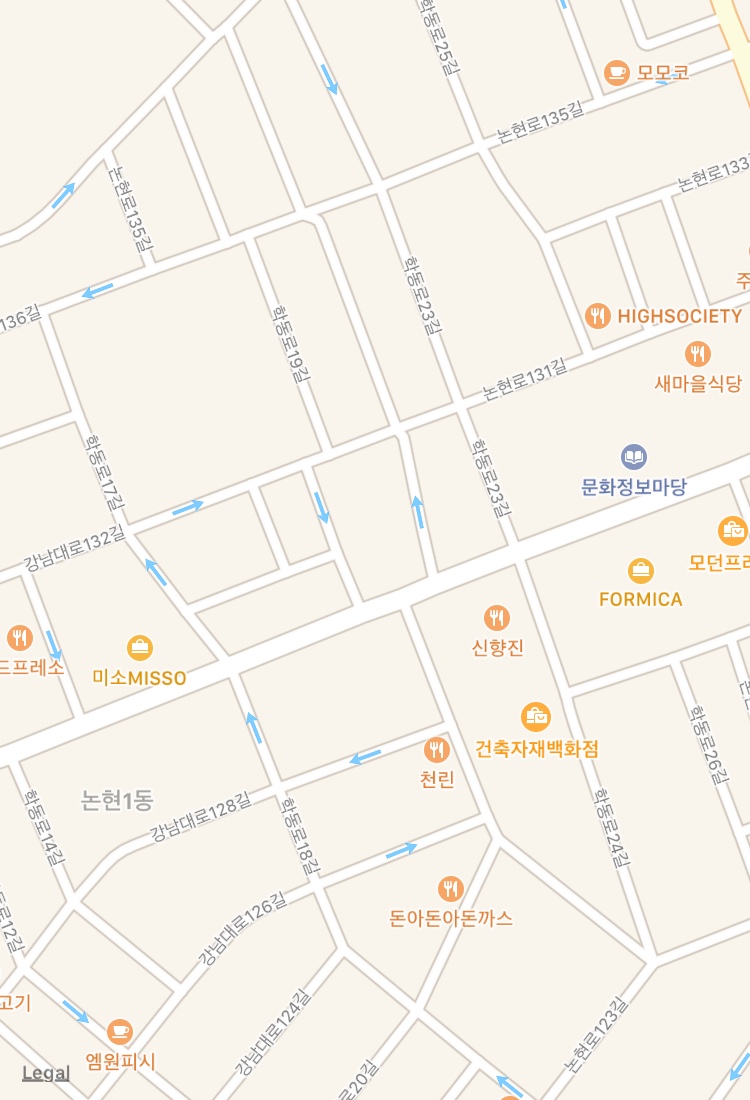 학동로25길
모모코
논현로135길
논현로133
논현로135길
136길
학동로23길
HIGHSOCIETY
학동로19길
새마을식당
논현로131길
학동로17길
학동로23길
문화정보마당
강남대로132길
모던프레
FORMICA
드프레소
미소MISSO
신향진
건축자재백화점
천린
학동로26길
논현1동
학동로14길
강남대로128길
학동로18길
학동로24길
강남대로126길
돈아돈아돈까스
동로12길
고기
강남대로124길
논현로123길
엠원피시
로20길
Legal